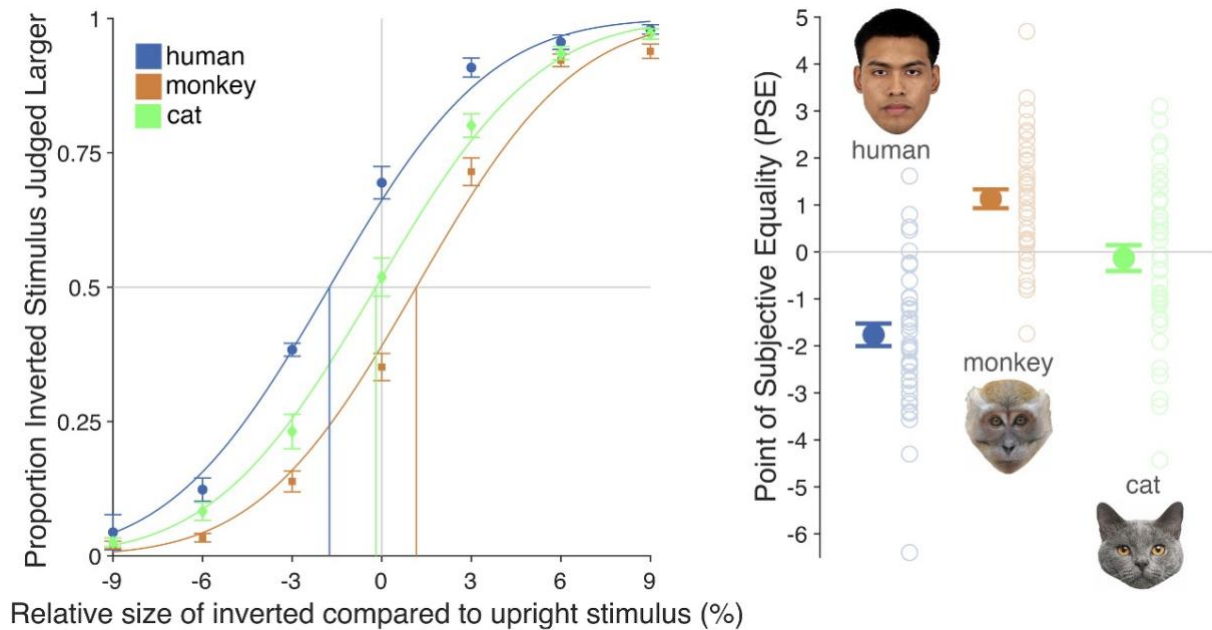 Proportion Inverted Stimulus Judged Larger
1
0.75
0.5
0.25
0
human
monkey
cat
-9
-6
-3
0
3
6
9
Relative size of inverted compared to upright stimulus (%)
Point of Subjective Equality (PSE)
5
4
3
2
1
0
-1
-2
-3
-4
-5
-6
human
monkey
cat